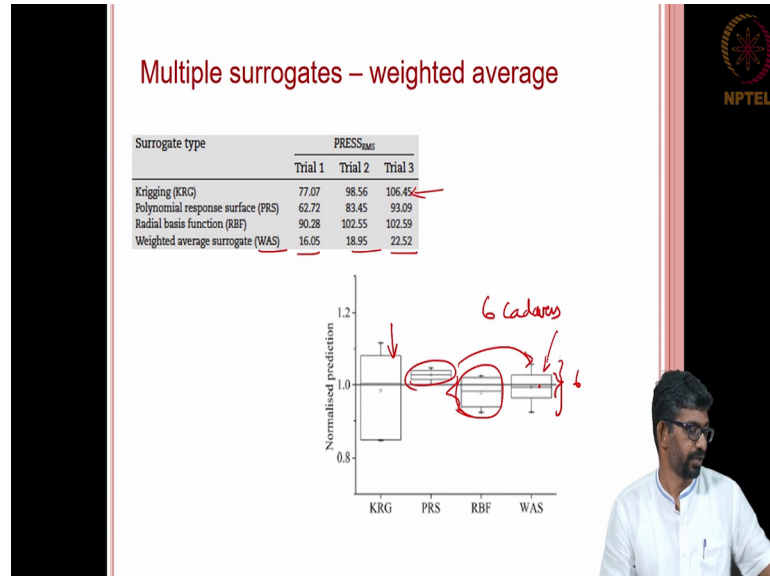 Multiple surrogates – weighted average
NPTEL
Surrogate type PRESS_RMS
Trial 1 Trial 2 Trial 3
Krigging (KRG) 77.07 98.56 106.45
Polynomial response surface (PRS) 62.72 83.45 93.09
Radial basis function (RBF) 90.28 102.55 102.59
Weighted average surrogate (WAS) 16.05 18.95 22.52
6 Cadavers
1.2
1.0
6
0.8
Normalised prediction
KRG PRS RBF WAS